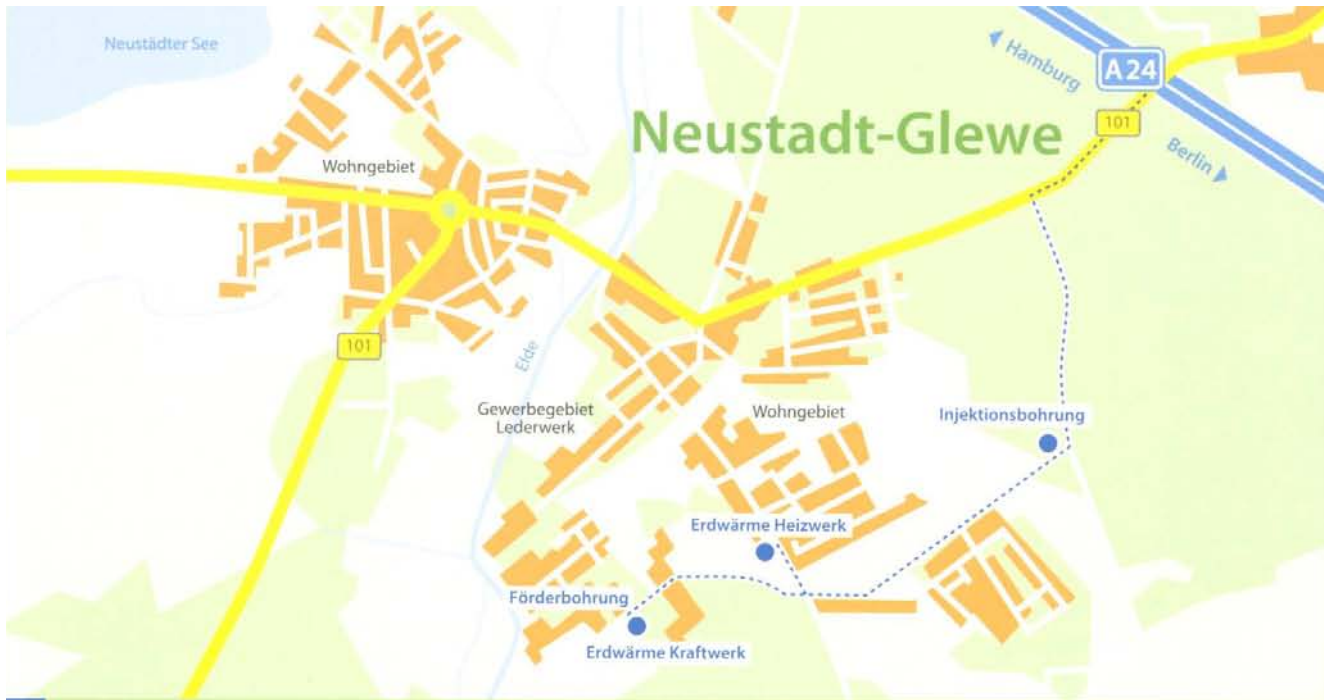 Neustädter See
Hamburg
A 24
101
Neustadt-Glewe
Berlin
Wohngebiet
101
Elde
Gewerbegebiet
Lederwerk
Wohngebiet
Injektionsbohrung
Erdwärme Heizwerk
Förderbohrung
Erdwärme Kraftwerk